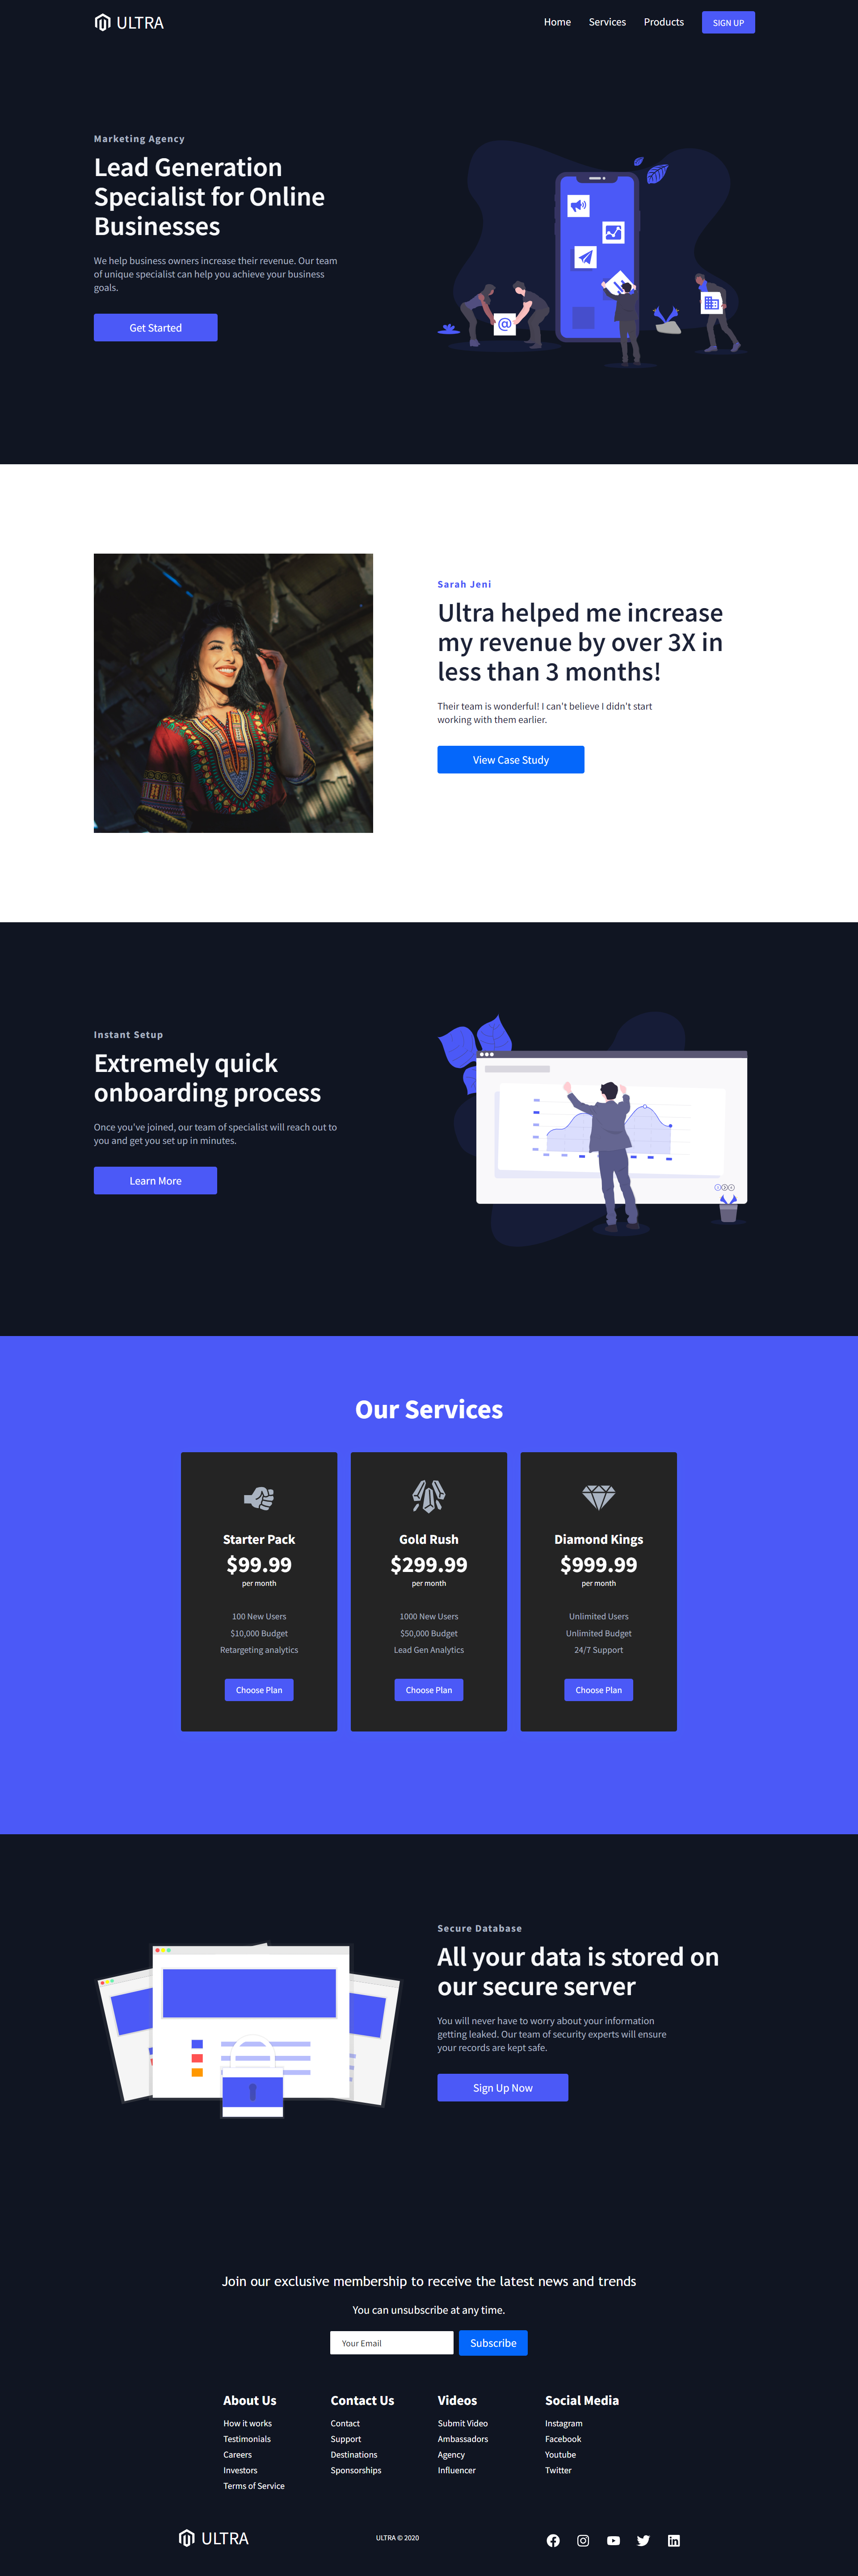 ULTRA
Home
Services
Products
SIGN UP
Marketing Agency
Lead Generation
Specialist for Online
Businesses
We help business owners increase their revenue. Our team
of unique specialist can help you achieve your business
goals.
Get Started
@
Sarah Jeni
Ultra helped me increase
my revenue by over 3X in
less than 3 months!
Their team is wonderful! I can't believe I didn't start
working with them earlier.
View Case Study
Instant Setup
Extremely quick
onboarding process
Once you've joined, our team of specialist will reach out to
you and get you set up in minutes.
Learn More
Our Services
Starter Pack
$99.99
per month
100 New Users
$10,000 Budget
Retargeting analytics
Choose Plan
Gold Rush
$299.99
per month
1000 New Users
$50,000 Budget
Lead Gen Analytics
Choose Plan
Diamond Kings
$999.99
per month
Unlimited Users
Unlimited Budget
24/7 Support
Choose Plan
Secure Database
All your data is stored on
our secure server
You will never have to worry about your information
getting leaked. Our team of security experts will ensure
your records are kept safe.
Sign Up Now
Join our exclusive membership to receive the latest news and trends
You can unsubscribe at any time.
Your Email
Subscribe
About Us
How it works
Testimonials
Careers
Investors
Terms of Service
Contact Us
Contact
Support
Destinations
Sponsorships
Videos
Submit Video
Ambassadors
Agency
Influencer
Social Media
Instagram
Facebook
Youtube
Twitter
ULTRA
ULTRA © 2020